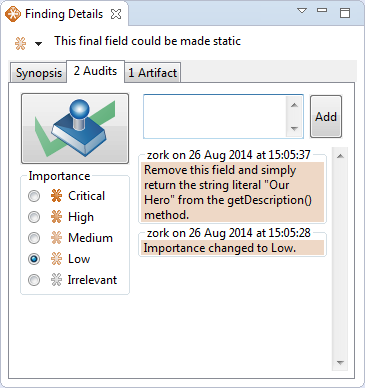 Finding Details
This final field could be made static
Synopsis 2 Audits 1 Artifact
Add
Importance
Critical
High
Medium
Low
Irrelevant
zork on 26 Aug 2014 at 15:05:37
Remove this field and simply
return the string literal "Our
Hero" from the getDescription()
method.
zork on 26 Aug 2014 at 15:05:28
Importance changed to Low.